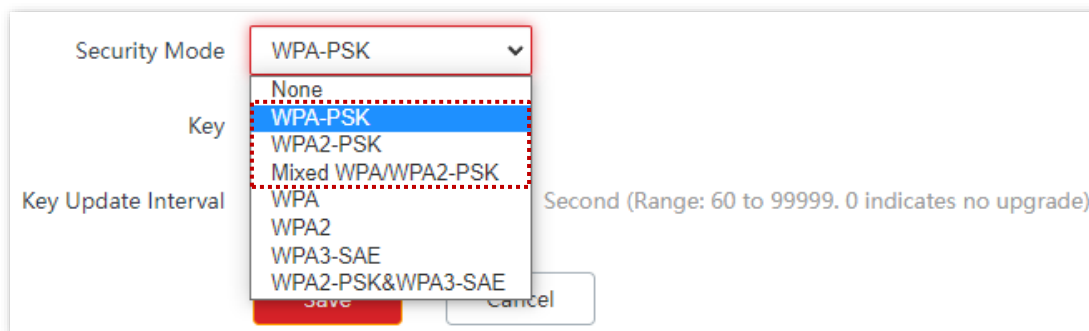 Security Mode WPA-PSK
None
Key WPA-PSK
WPA2-PSK
Mixed WPA/WPA2-PSK
Key Update Interval WPA Second (Range: 60 to 99999. 0 indicates no upgrade)
WPA2
WPA3-SAE
WPA2-PSK&WPA3-SAE
Save Cancel